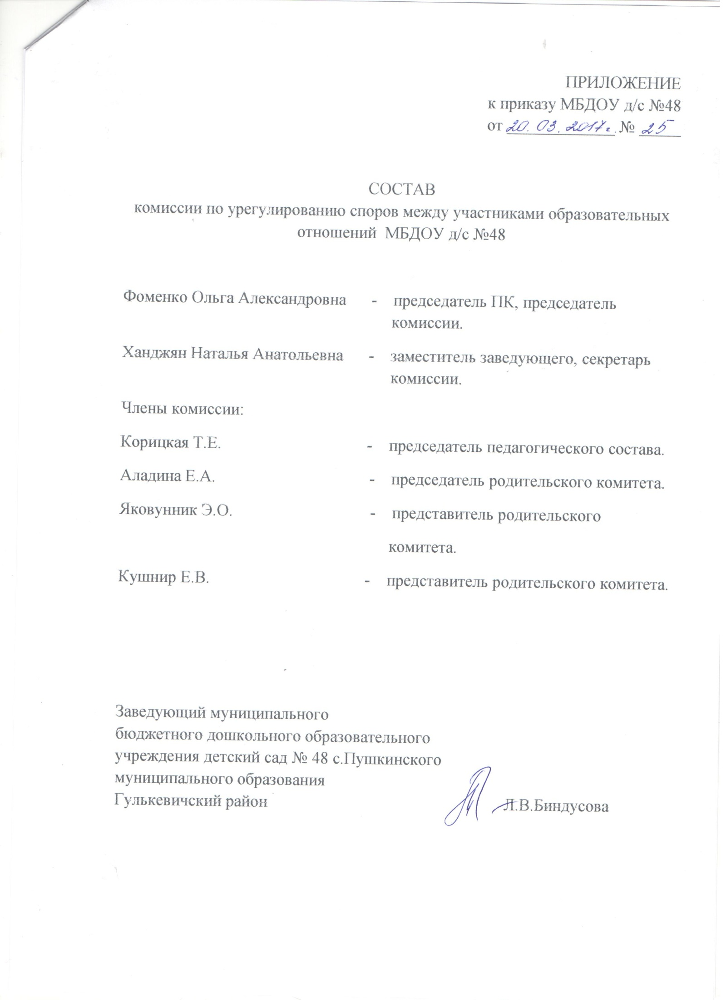 ПРИЛОЖЕНИЕ
к приказу МБДОУ д/с №48
от 20.03.2017г. № 25
СОСТАВ
комиссии по урегулированию споров между участниками образовательных
отношений МБДОУ д/с №48
Фоменко Ольга Александровна - председатель ПК, председатель
комиссии.
Ханджян Наталья Анатольевна - заместитель заведующего, секретарь
комиссии.
Члены комиссии:
Корицкая Т.Е. - председатель педагогического состава.
Аладина Е.А. - председатель родительского комитета.
Яковунник Э.О. - представитель родительского
комитета.
Кушнир Е.В. - представитель родительского комитета.
Заведующий муниципального
бюджетного дошкольного образовательного
учреждения детский сад № 48 с.Пушкинского
муниципального образования
Гулькевичский район Л.В.Биндусова